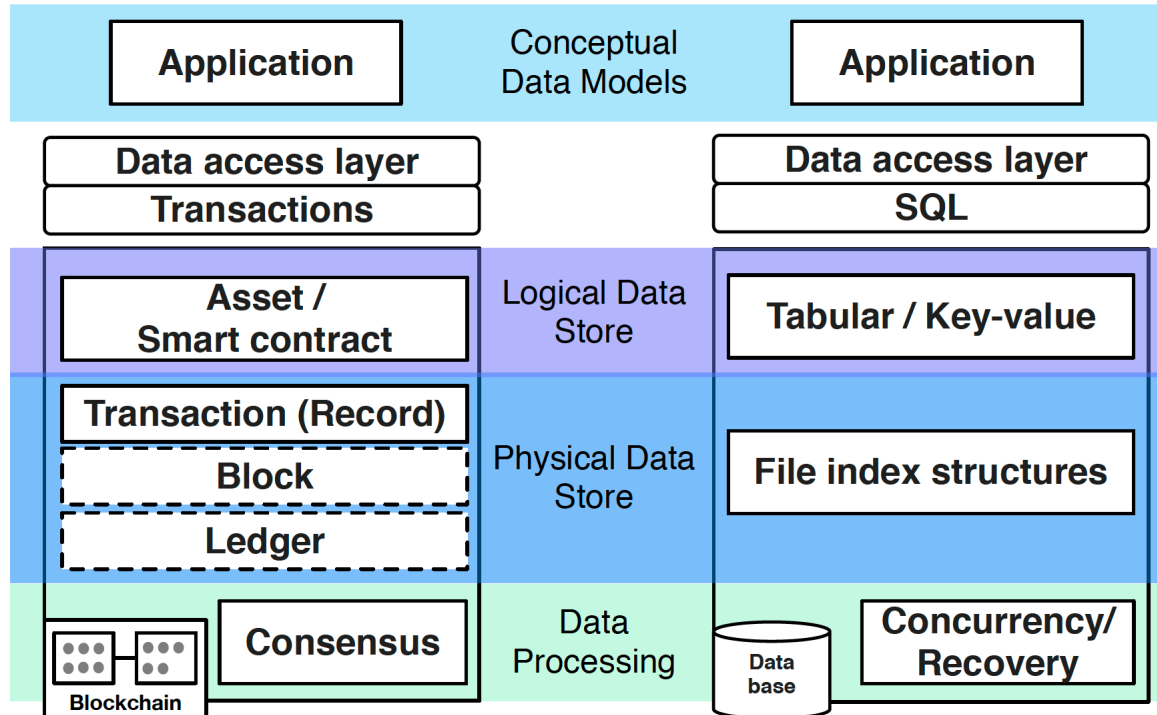 Application
Conceptual
Data Models
Application
Data access layer
Transactions
Data access layer
SQL
Asset /
Smart contract
Logical Data
Store
Tabular / Key-value
Transaction (Record)
Block
Ledger
Physical Data
Store
File index structures
Blockchain
Consensus
Data
Processing
Data
base
Concurrency/
Recovery